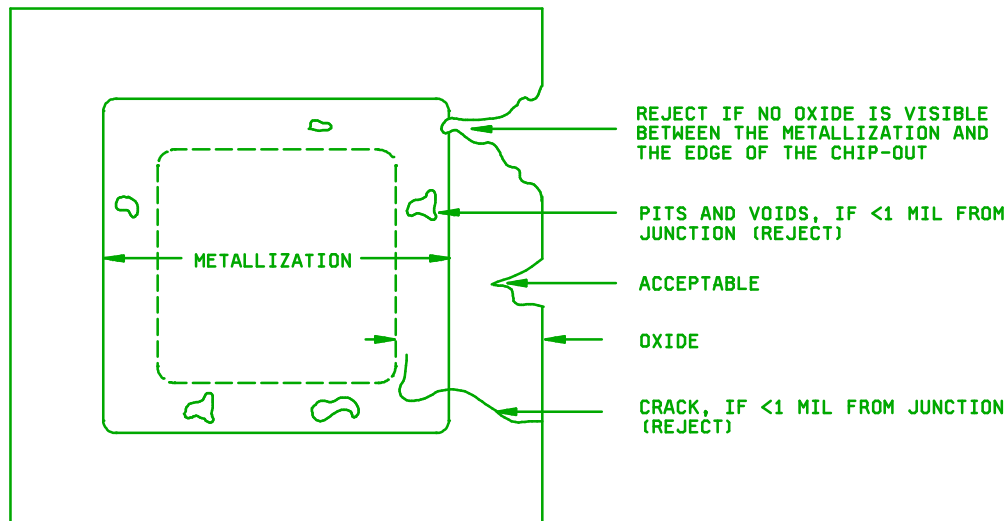 REJECT IF NO OXIDE IS VISIBLE
BETWEEN THE METALLIZATION AND
THE EDGE OF THE CHIP-OUT
PITS AND VOIDS, IF <1 MIL FROM
JUNCTION (REJECT)
METALLIZATION
ACCEPTABLE
OXIDE
CRACK, IF <1 MIL FROM JUNCTION
(REJECT)